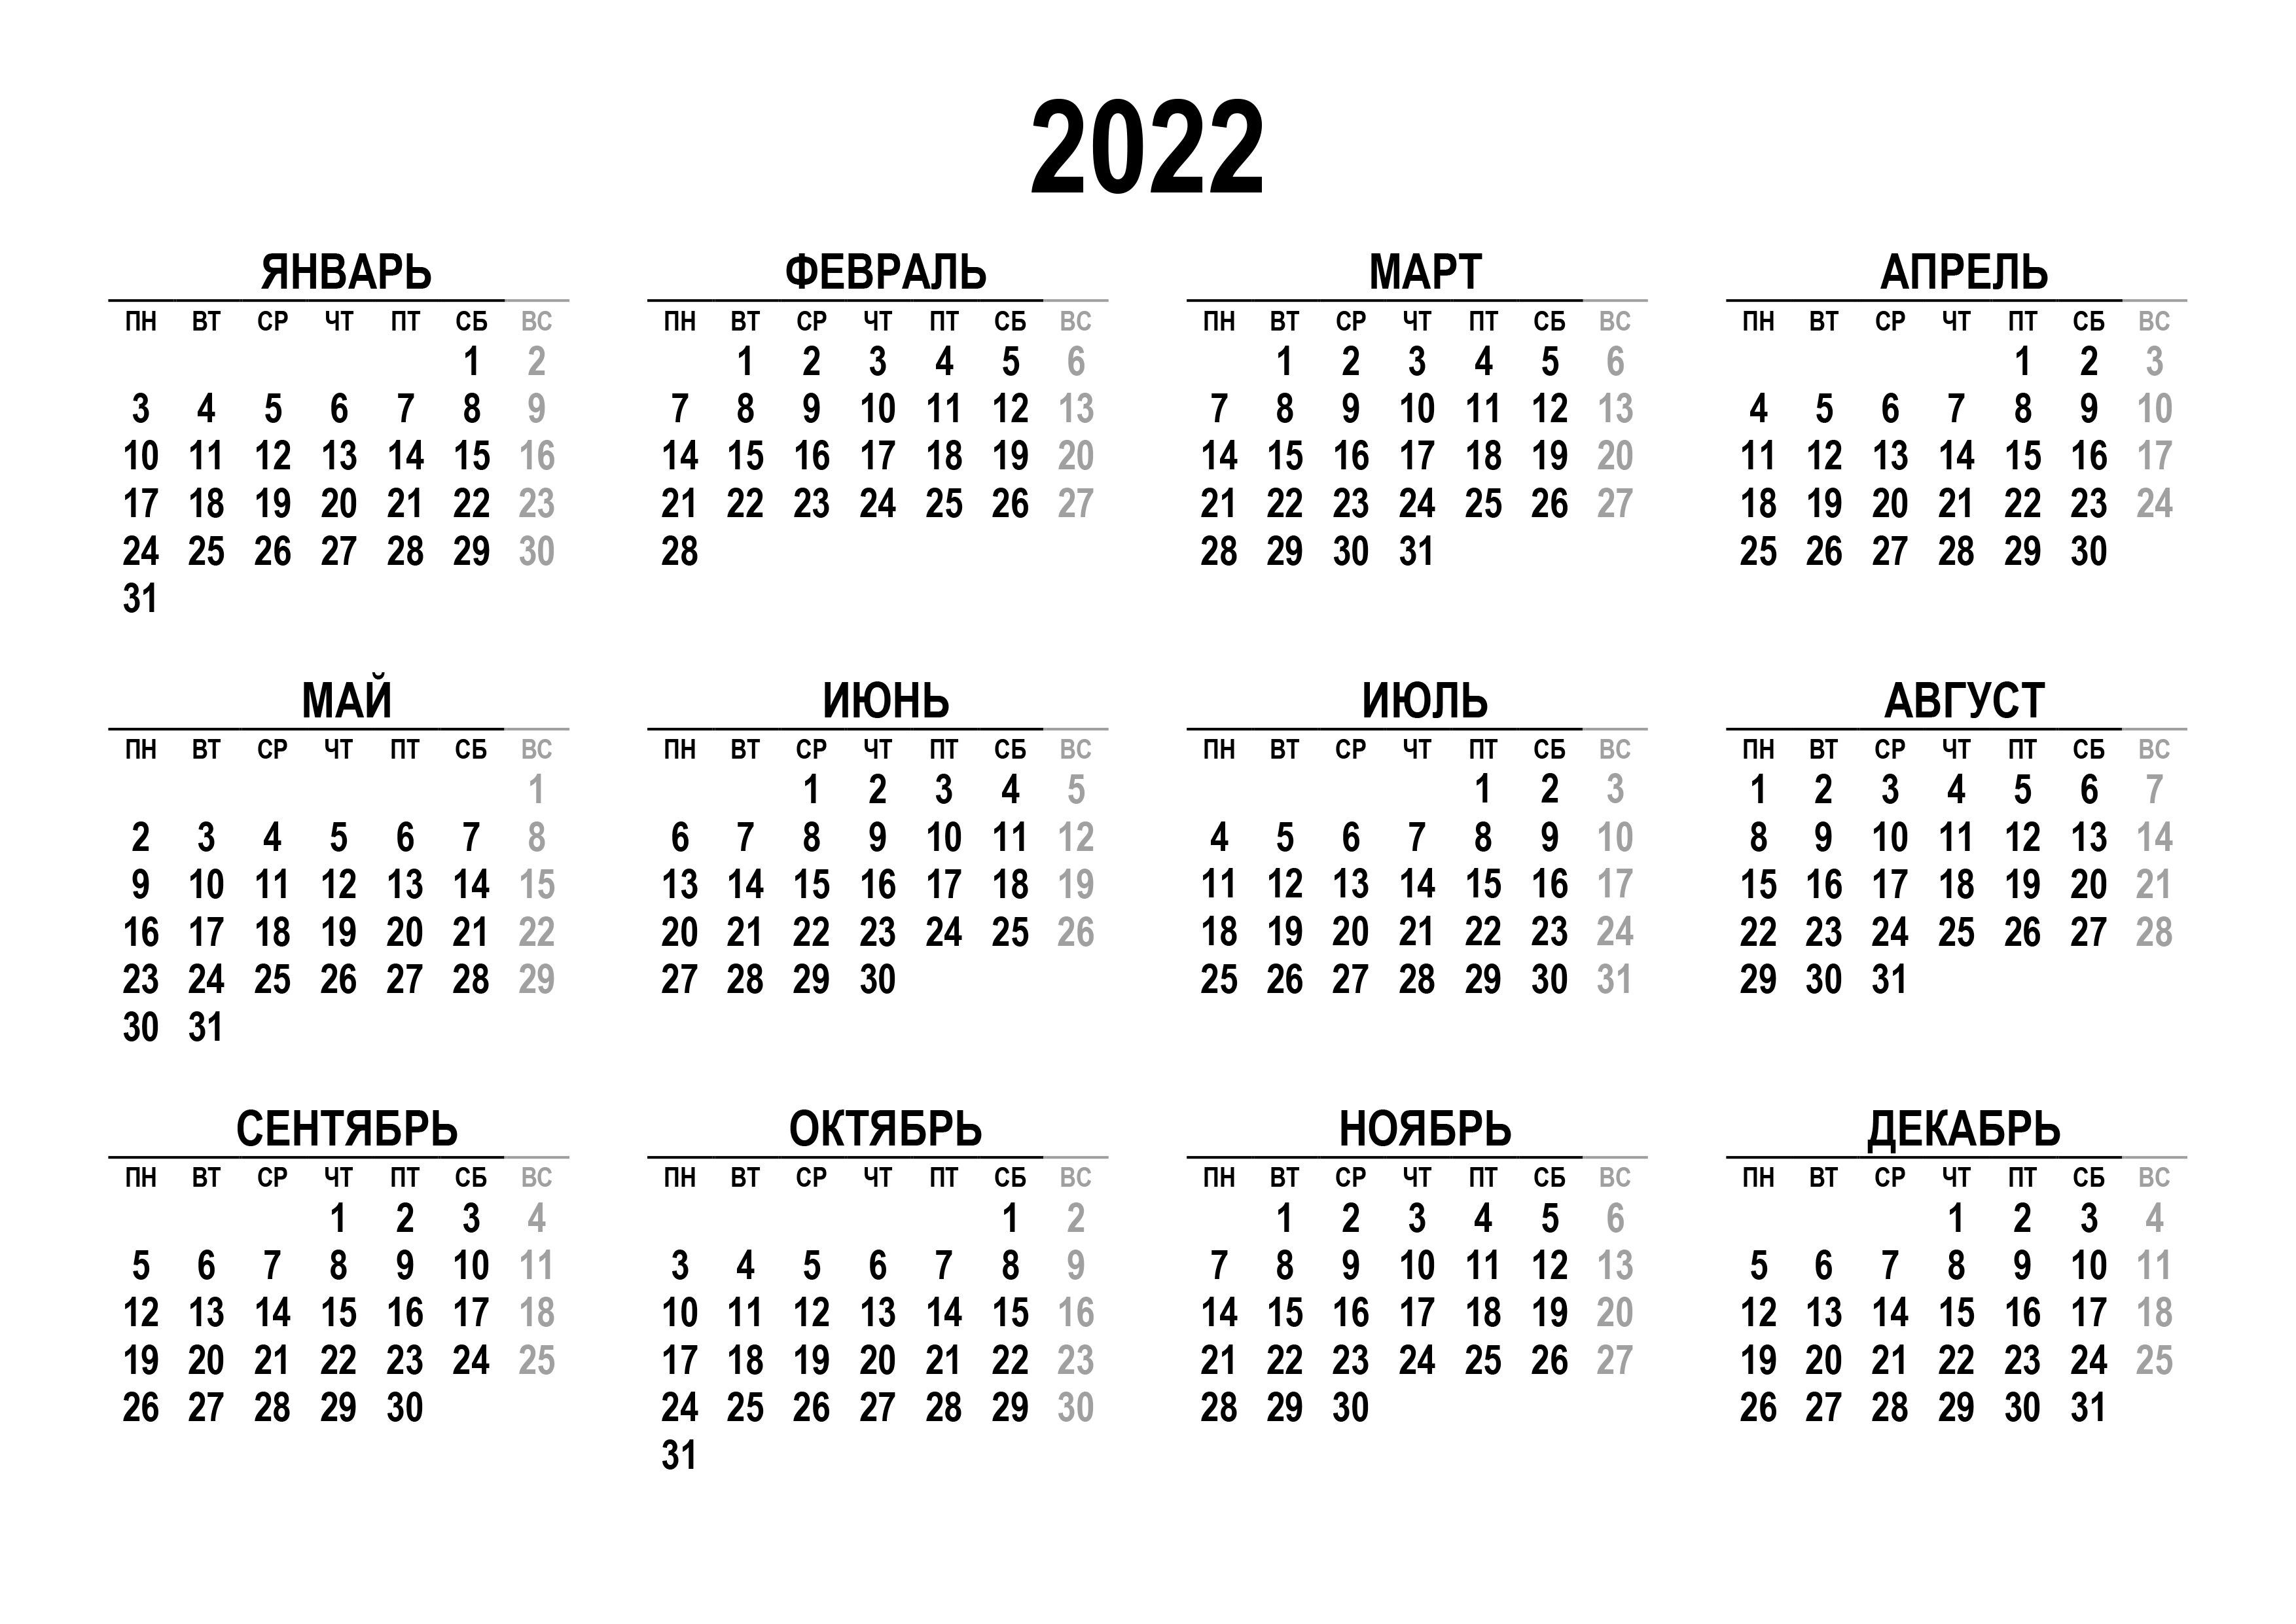 2022
ЯНВАРЬ ФЕВРАЛЬ МАРТ АПРЕЛЬ
ПН ВТ СР ЧТ ПТ СБ ВС ПН ВТ СР ЧТ ПТ СБ ВС ПН ВТ СР ЧТ ПТ СБ ВС ПН ВТ СР ЧТ ПТ СБ ВС
1 2 1 2 3 4 5 6 1 2 3 4 5 6 1 2 3
3 4 5 6 7 8 9 7 8 9 10 11 12 13 7 8 9 10 11 12 13 4 5 6 7 8 9 10
10 11 12 13 14 15 16 14 15 16 17 18 19 20 14 15 16 17 18 19 20 11 12 13 14 15 16 17
17 18 19 20 21 22 23 21 22 23 24 25 26 27 21 22 23 24 25 26 27 18 19 20 21 22 23 24
24 25 26 27 28 29 30 28 28 29 30 31 25 26 27 28 29 30
31
МАЙ ИЮНЬ ИЮЛЬ АВГУСТ
ПН ВТ СР ЧТ ПТ СБ ВС ПН ВТ СР ЧТ ПТ СБ ВС ПН ВТ СР ЧТ ПТ СБ ВС ПН ВТ СР ЧТ ПТ СБ ВС
1 1 2 3 4 5 1 2 3 1 2 3 4 5 6 7
2 3 4 5 6 7 8 6 7 8 9 10 11 12 4 5 6 7 8 9 10 8 9 10 11 12 13 14
9 10 11 12 13 14 15 13 14 15 16 17 18 19 11 12 13 14 15 16 17 15 16 17 18 19 20 21
16 17 18 19 20 21 22 20 21 22 23 24 25 26 18 19 20 21 22 23 24 22 23 24 25 26 27 28
23 24 25 26 27 28 29 27 28 29 30 25 26 27 28 29 30 31 29 30 31
30 31
СЕНТЯБРЬ ОКТЯБРЬ НОЯБРЬ ДЕКАБРЬ
ПН ВТ СР ЧТ ПТ СБ ВС ПН ВТ СР ЧТ ПТ СБ ВС ПН ВТ СР ЧТ ПТ СБ ВС ПН ВТ СР ЧТ ПТ СБ ВС
1 2 3 4 1 2 1 2 3 4 5 6 1 2 3 4
5 6 7 8 9 10 11 3 4 5 6 7 8 9 7 8 9 10 11 12 13 5 6 7 8 9 10 11
12 13 14 15 16 17 18 10 11 12 13 14 15 16 14 15 16 17 18 19 20 12 13 14 15 16 17 18
19 20 21 22 23 24 25 17 18 19 20 21 22 23 21 22 23 24 25 26 27 19 20 21 22 23 24 25
26 27 28 29 30 24 25 26 27 28 29 30 28 29 30 26 27 28 29 30 31
31